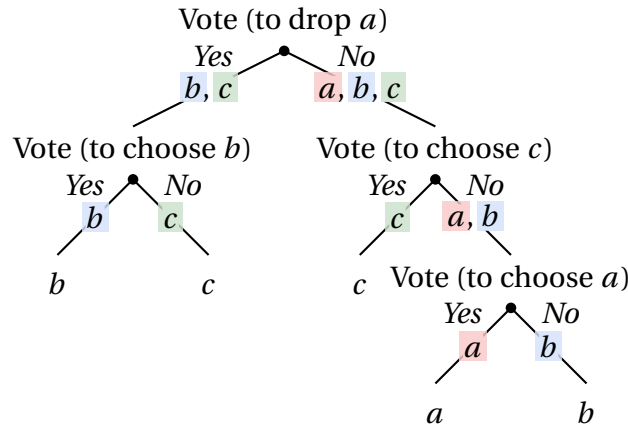 Vote (to drop a)
Yes No
b, c a, b, c
Vote (to choose b) Vote (to choose c)
Yes No Yes No
b c c a, b
b c c Vote (to choose a)
Yes No
a b
a b